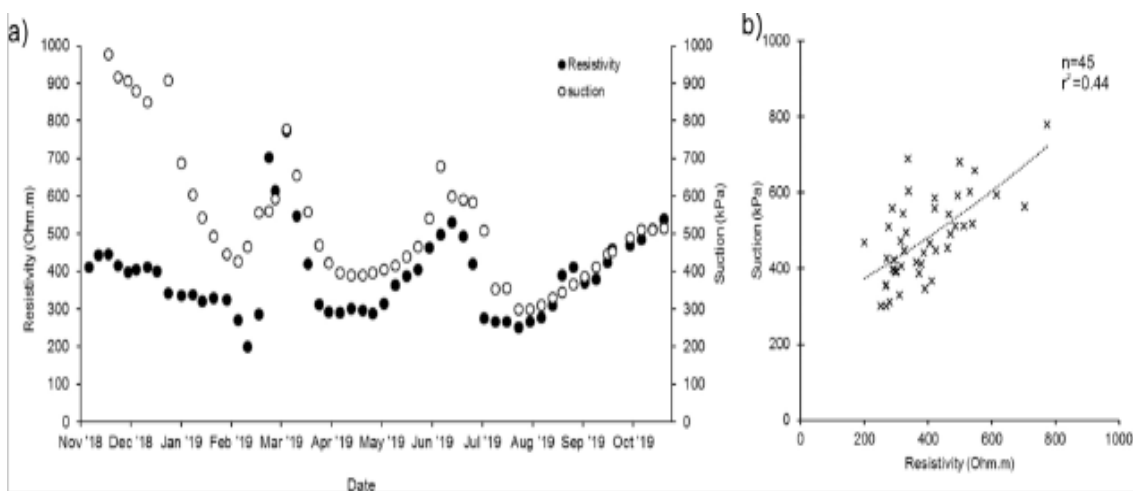 a)
1000
900
800
700
600
500
400
300
200
100
0
Resistivity (Ohm.m)
Resistivity
suction
1000
900
800
700
600
500
400
300
200
100
0
Suction (kPa)
Nov '18 Dec '18 Jan '19 Feb '19 Mar '19 Apr '19 May '19 Jun '19 Jul '19 Aug '19 Sep '19 Oct '19
Date
b)
1000
800
600
400
200
0
Suction (kPa)
n=45
r²=0.44
0 200 400 600 800 1000
Resistivity (Ohm.m)